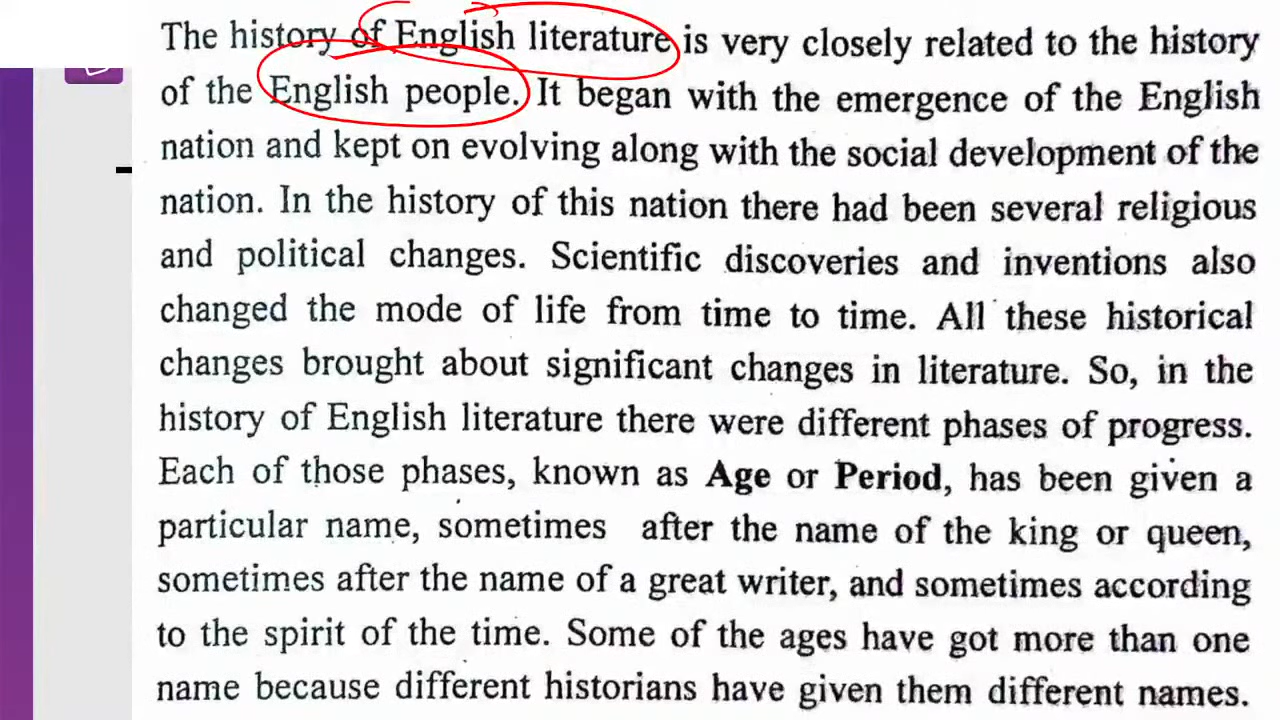 The history of English literature is very closely related to the history
of the English people. It began with the emergence of the English
nation and kept on evolving along with the social development of the
nation. In the history of this nation there had been several religious
and political changes. Scientific discoveries and inventions also
changed the mode of life from time to time. All these historical
changes brought about significant changes in literature. So, in the
history of English literature there were different phases of progress.
Each of those phases, known as Age or Period, has been given a
particular name, sometimes after the name of the king or queen,
sometimes after the name of a great writer, and sometimes according
to the spirit of the time. Some of the ages have got more than one
name because different historians have given them different names.